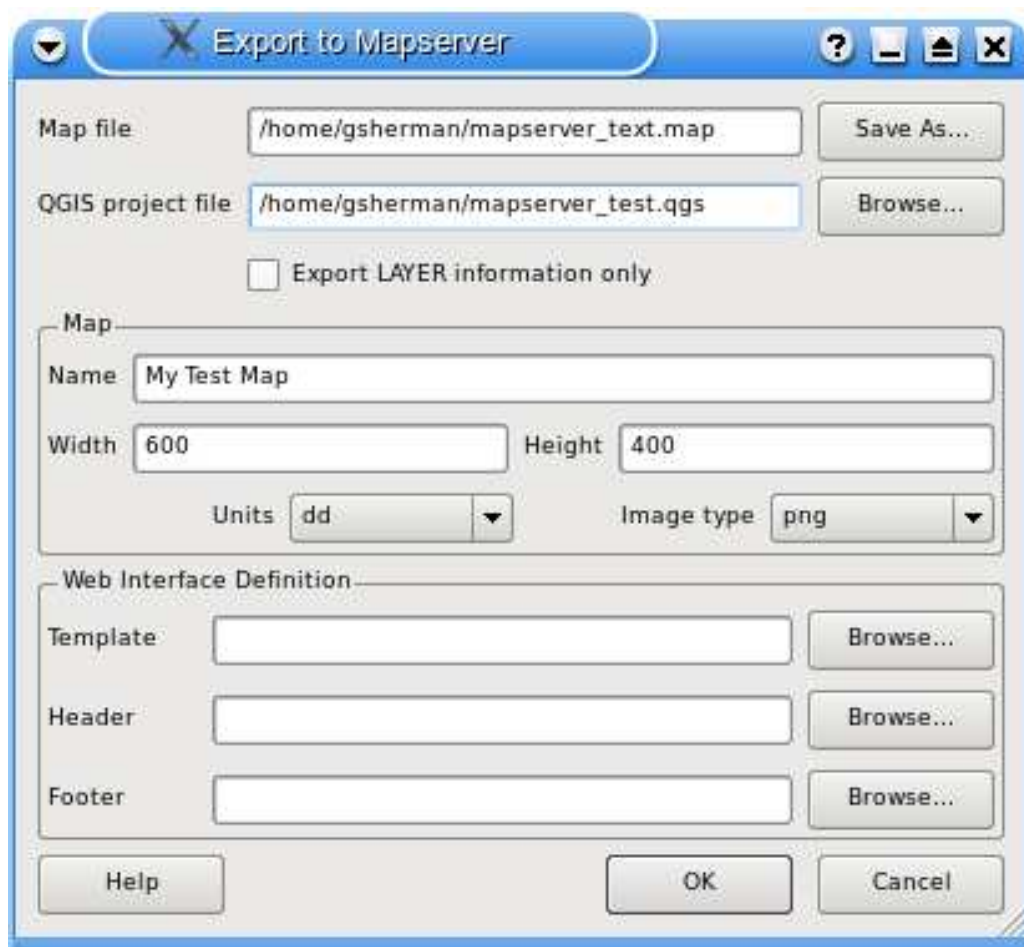 Export to Mapserver
Map file /home/gsherman/mapserver_text.map Save As...
QGIS project file /home/gsherman/mapserver_test.qgs Browse...
Export LAYER information only
Map
Name My Test Map
Width 600 Height 400
Units dd Image type png
Web Interface Definition
Template Browse...
Header Browse...
Footer Browse...
Help OK Cancel